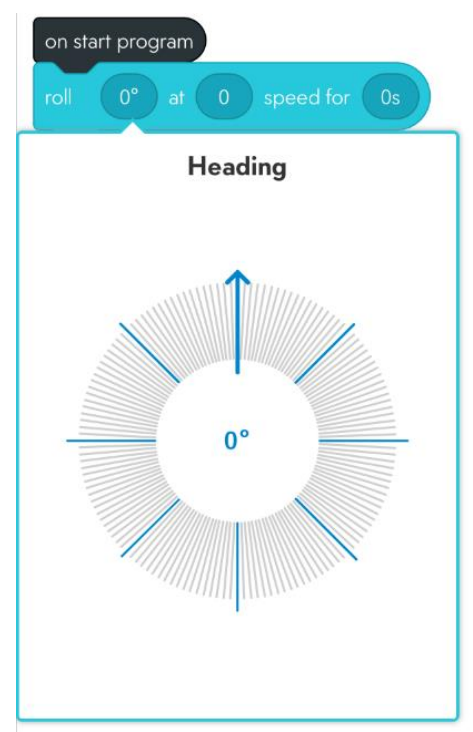 on start program
roll 0° at 0 speed for 0s
Heading
0°